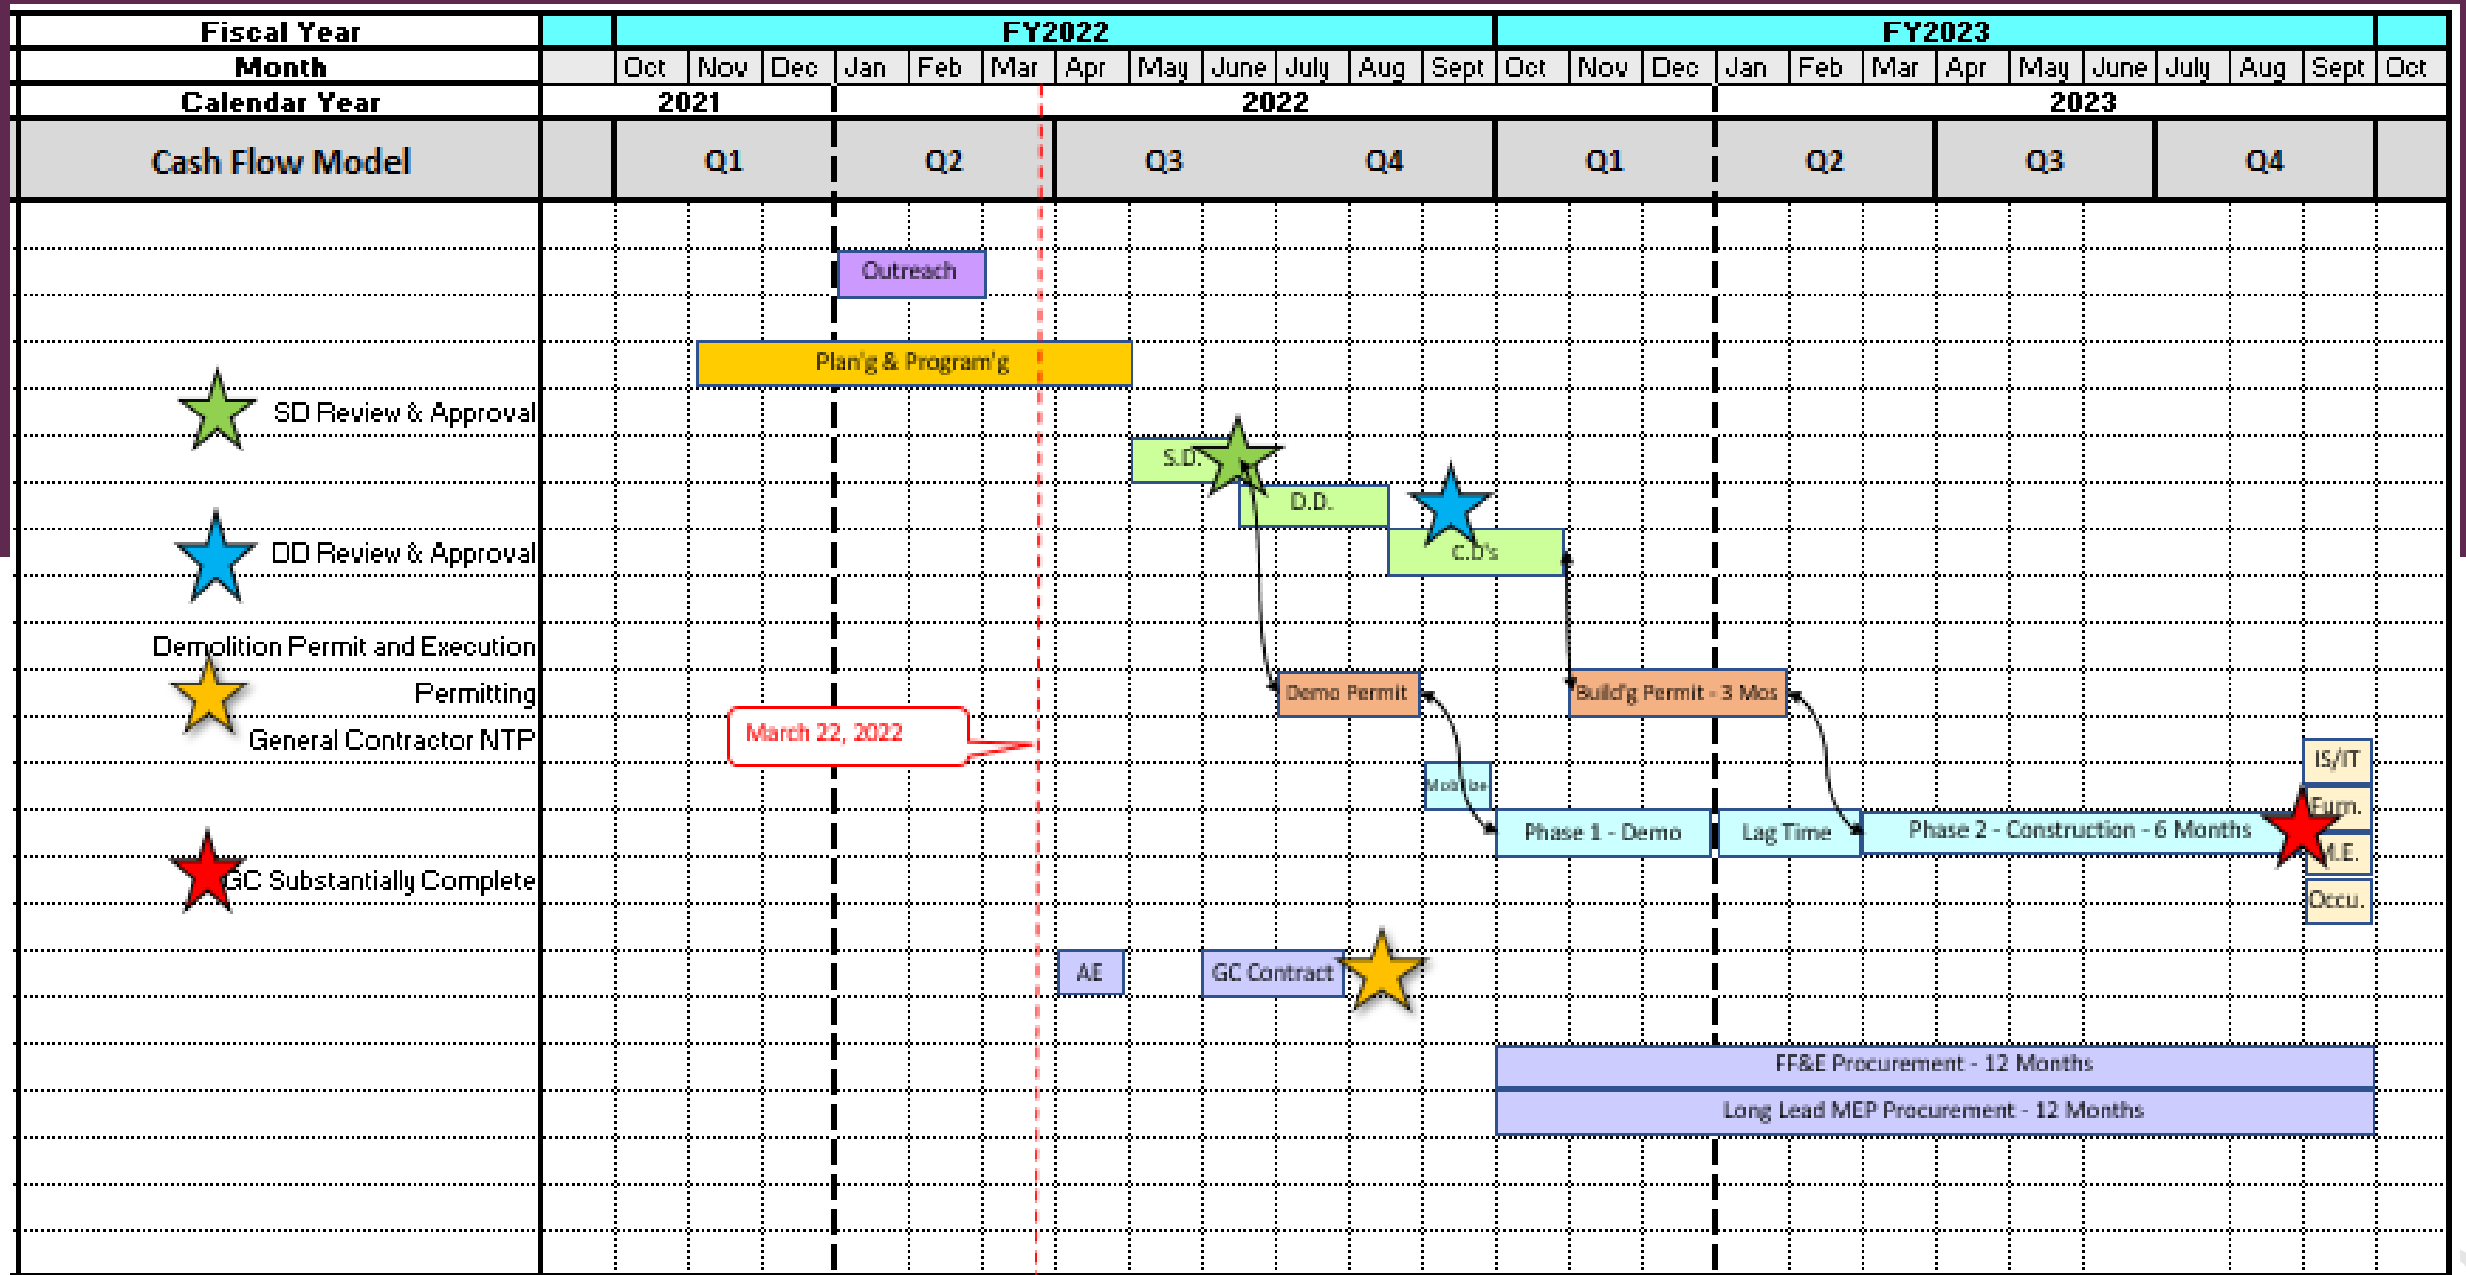 Fiscal Year FY2022 FY2023
Month Oct Nov Dec Jan Feb Mar Apr May June July Aug Sept Oct Nov Dec Jan Feb Mar Apr May June July Aug Sept Oct
Calendar Year 2021 2022 2023
Cash Flow Model Q1 Q2 Q3 Q4 Q1 Q2 Q3 Q4
Outreach
Plan'g & Program'g
SD Review & Approval
S.D.
D.D.
DD Review & Approval
C.D's
Demolition Permit and Execution
Permitting
Demo Permit
Build'g Permit - 3 Mos
March 22, 2022
General Contractor NTP
IS/IT
Furn.
Phase 1 - Demo
Lag Time
Phase 2 - Construction - 6 Months
M.E.
GC Substantially Complete
Occu.
AE
GC Contract
FF&E Procurement - 12 Months
Long Lead MEP Procurement - 12 Months